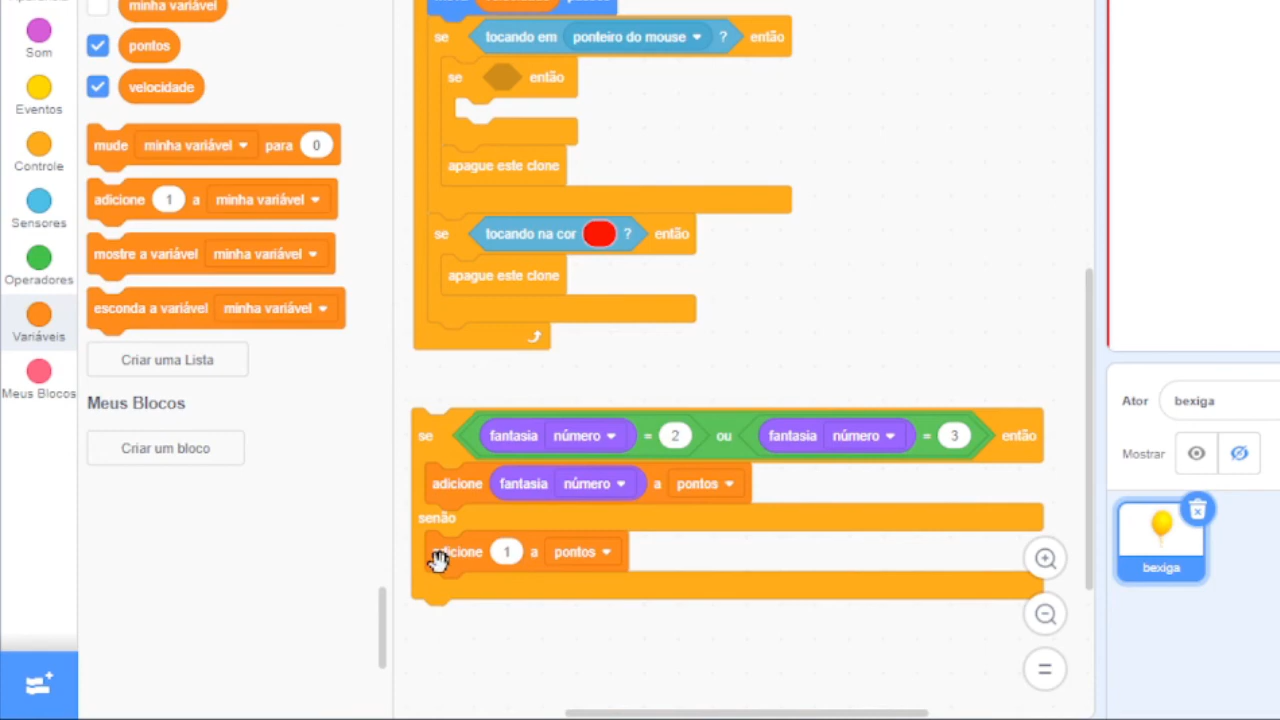 minha variável
pontos
velocidade
Som
Eventos
Controle
Sensores
Operadores
Variáveis
Meus Blocos
mude minha variável para 0
adicione 1 a minha variável
mostre a variável minha variável
esconda a variável minha variável
Criar uma Lista
Meus Blocos
Criar um bloco
se tocando em ponteiro do mouse ? então
se então
apague este clone
se tocando na cor ? então
apague este clone
se fantasia número = 2 ou fantasia número = 3 então
adicione fantasia número a pontos
senão
adicione 1 a pontos
Ator bexiga
Mostrar
bexiga